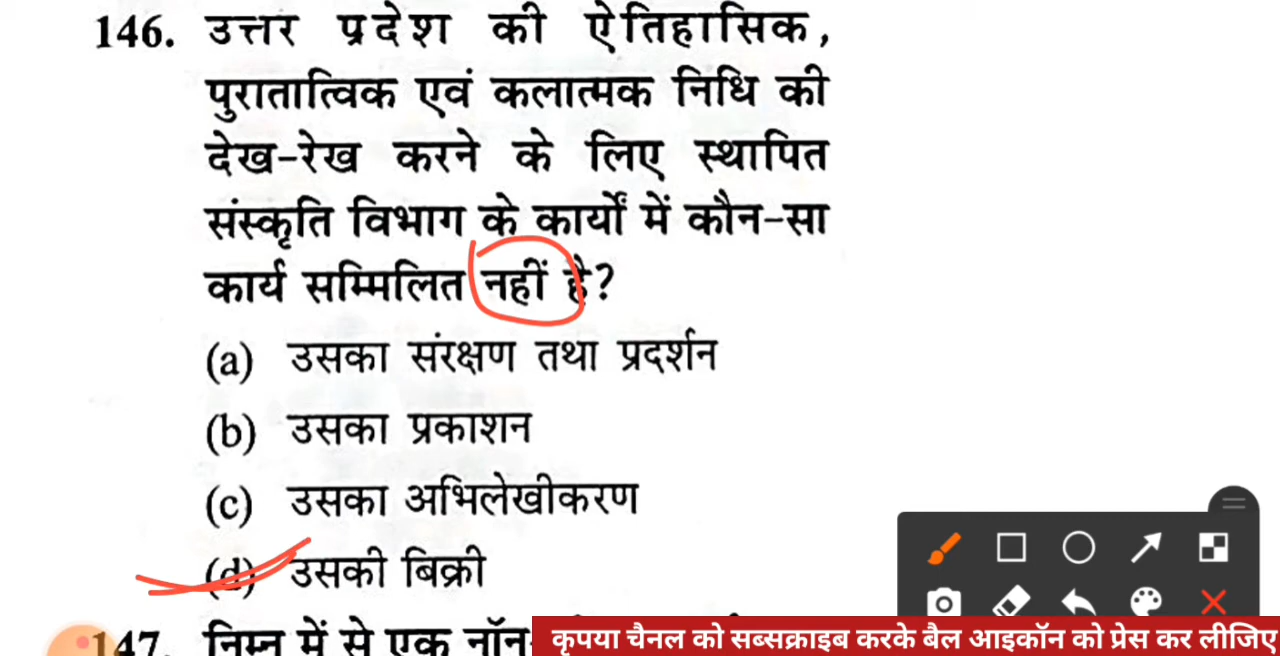 146. उत्तर प्रदेश की ऐतिहासिक,
पुरातात्विक एवं कलात्मक निधि की
देख-रेख करने के लिए स्थापित
संस्कृति विभाग के कार्यों में कौन-सा
कार्य सम्मिलित नहीं है?
(a) उसका संरक्षण तथा प्रदर्शन
(b) उसका प्रकाशन
(c) उसका अभिलेखीकरण
(d) उसकी बिक्री
147. निम्न में से एक नॉन
कृपया चैनल को सब्सक्राइब करके बैल आइकॉन को प्रेस कर लीजिए